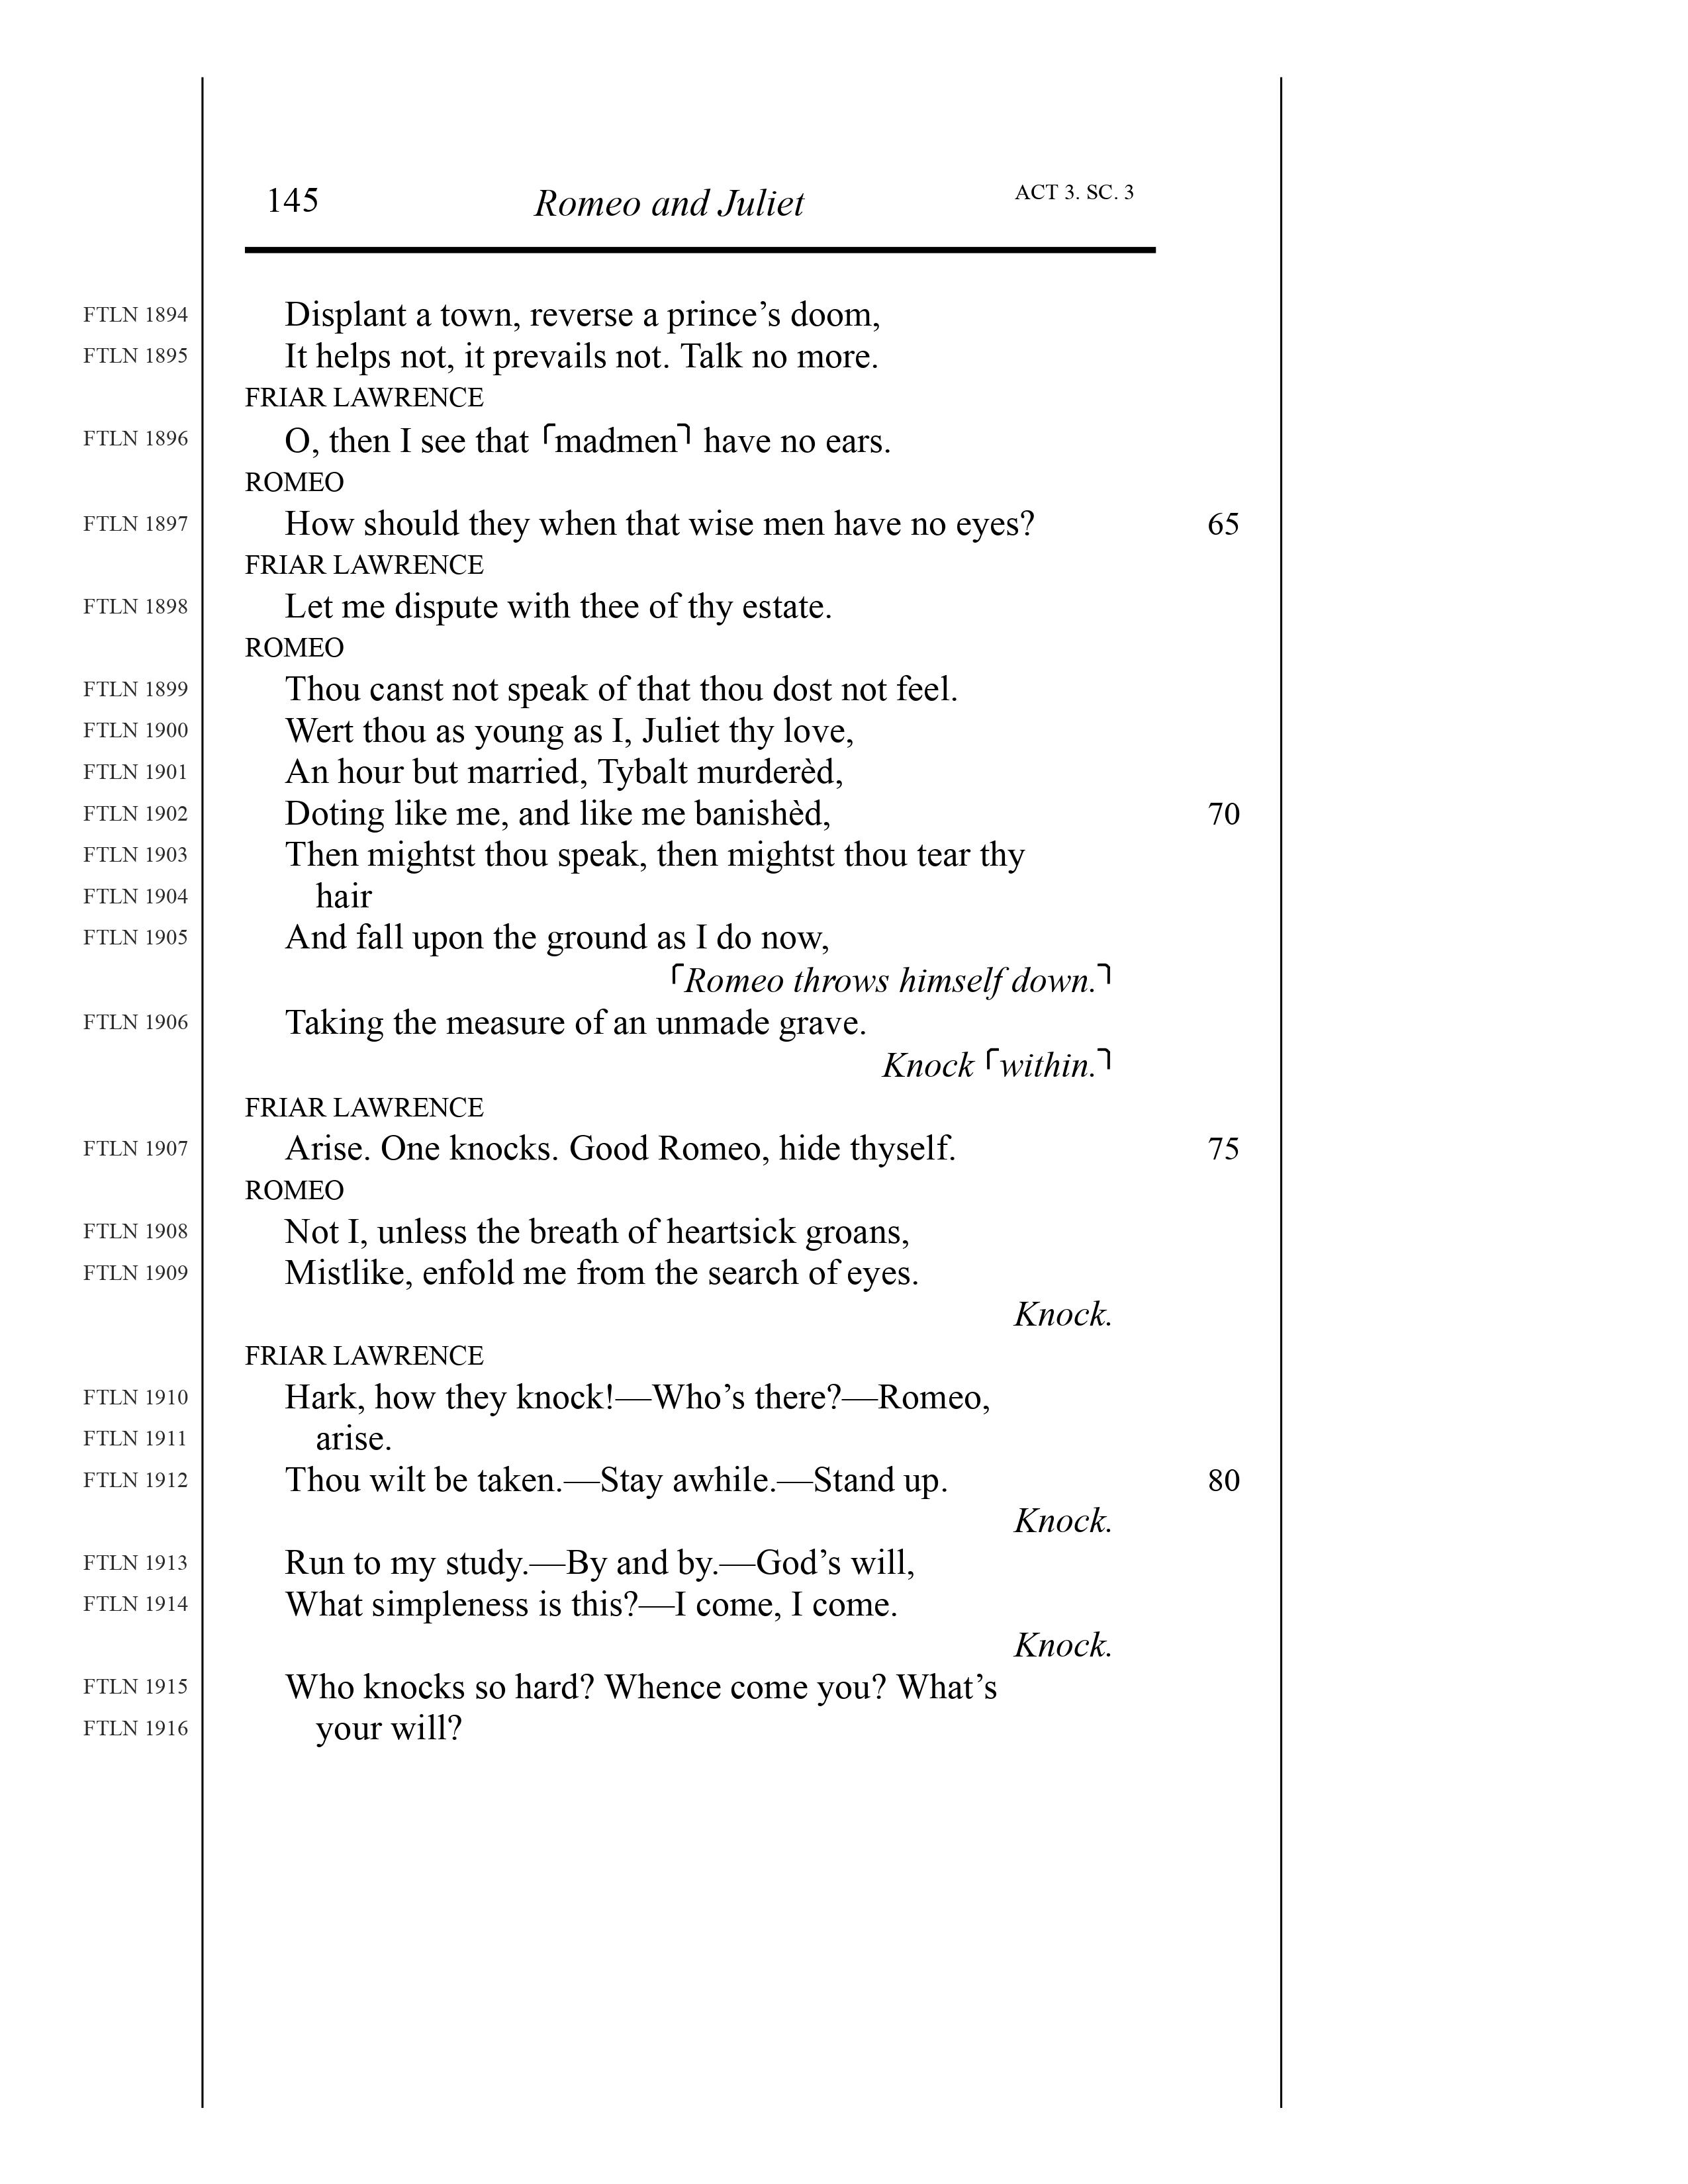 145 Romeo and Juliet ACT 3. SC. 3
FTLN 1894 Displant a town, reverse a prince’s doom,
FTLN 1895 It helps not, it prevails not. Talk no more.
FRIAR LAWRENCE
FTLN 1896 O, then I see that ⌜madmen⌝ have no ears.
ROMEO
FTLN 1897 How should they when that wise men have no eyes? 65
FRIAR LAWRENCE
FTLN 1898 Let me dispute with thee of thy estate.
ROMEO
FTLN 1899 Thou canst not speak of that thou dost not feel.
FTLN 1900 Wert thou as young as I, Juliet thy love,
FTLN 1901 An hour but married, Tybalt murderèd,
FTLN 1902 Doting like me, and like me banishèd, 70
FTLN 1903 Then mightst thou speak, then mightst thou tear thy
FTLN 1904 hair
FTLN 1905 And fall upon the ground as I do now,
⌜Romeo throws himself down.⌝
FTLN 1906 Taking the measure of an unmade grave.
Knock ⌜within.⌝
FRIAR LAWRENCE
FTLN 1907 Arise. One knocks. Good Romeo, hide thyself. 75
ROMEO
FTLN 1908 Not I, unless the breath of heartsick groans,
FTLN 1909 Mistlike, enfold me from the search of eyes.
Knock.
FRIAR LAWRENCE
FTLN 1910 Hark, how they knock!—Who’s there?—Romeo,
FTLN 1911 arise.
FTLN 1912 Thou wilt be taken.—Stay awhile.—Stand up. 80
Knock.
FTLN 1913 Run to my study.—By and by.—God’s will,
FTLN 1914 What simpleness is this?—I come, I come.
Knock.
FTLN 1915 Who knocks so hard? Whence come you? What’s
FTLN 1916 your will?